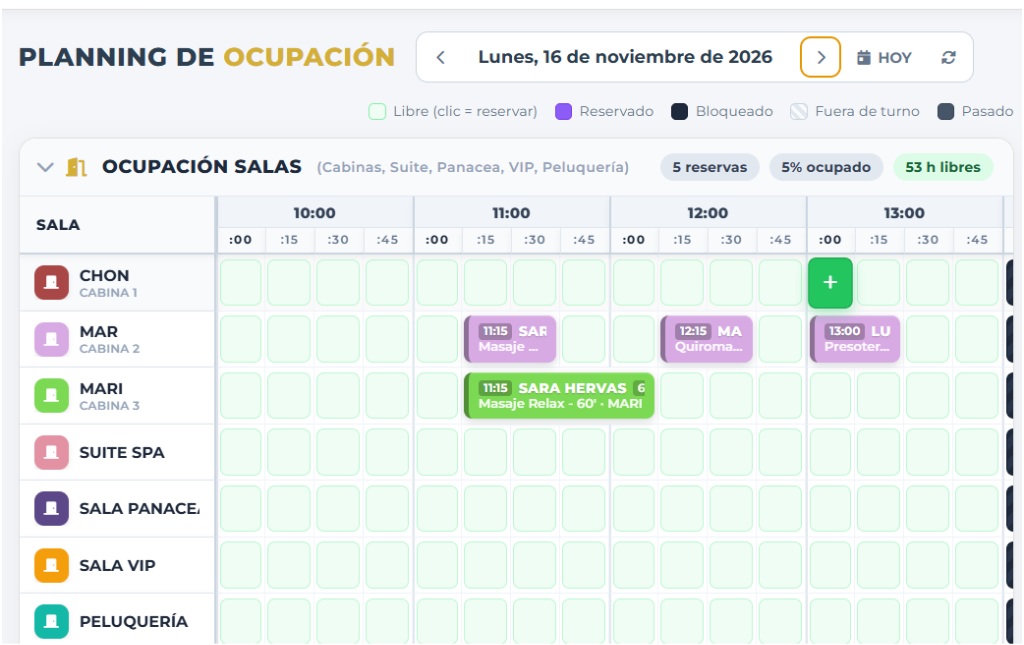 PLANNING DE OCUPACIÓN
Lunes, 16 de noviembre de 2026
HOY
Libre (clic = reservar) Reservado Bloqueado Fuera de turno Pasado
OCUPACIÓN SALAS (Cabinas, Suite, Panacea, VIP, Peluquería) 5 reservas 5% ocupado 53 h libres
SALA 10:00 11:00 12:00 13:00
:00 :15 :30 :45 :00 :15 :30 :45 :00 :15 :30 :45 :00 :15 :30 :45
CHON
CABINA 1
+
MAR
CABINA 2
11:15 SAR
Masaje ...
12:15 MA
Quiroma...
13:00 LU
Presoter...
MARI
CABINA 3
11:15 SARA HERVAS 6
Masaje Relax - 60' · MARI
SUITE SPA
SALA PANACEA
SALA VIP
PELUQUERÍA